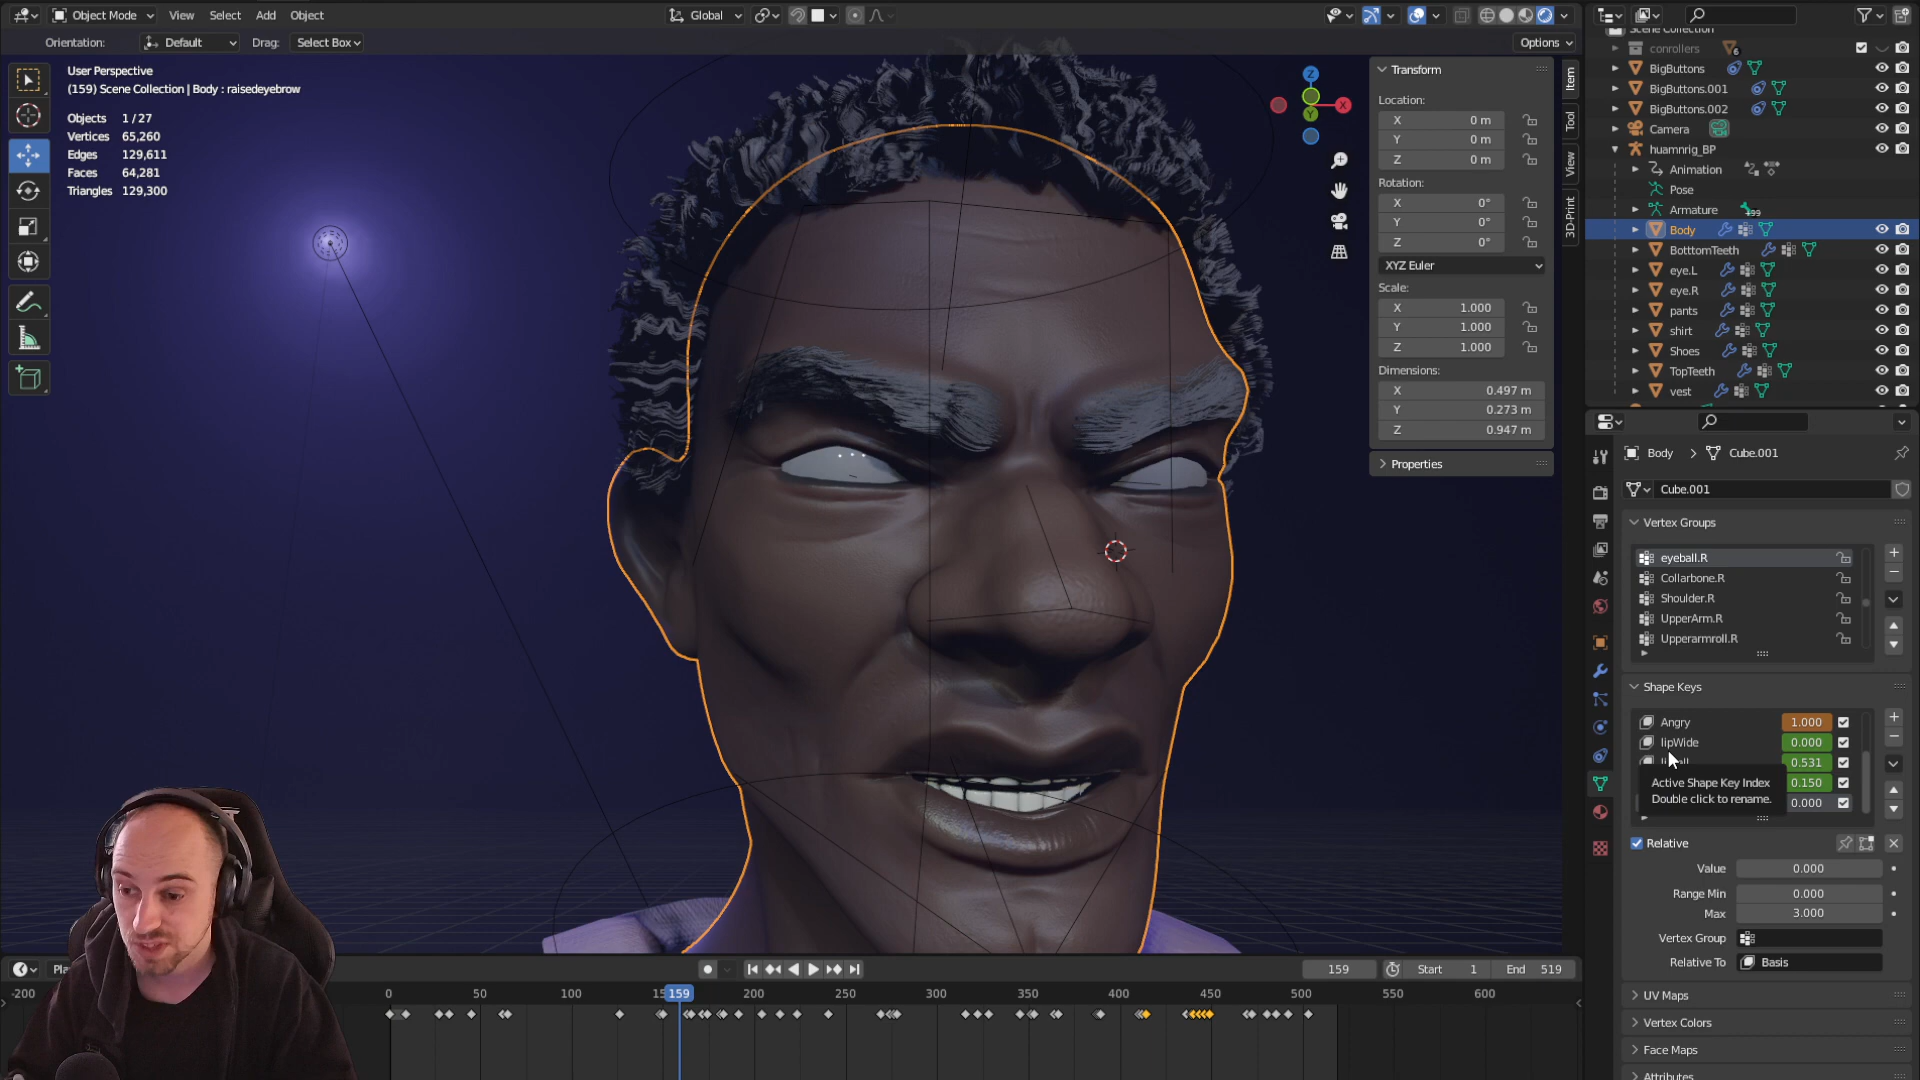 Object Mode View Select Add Object
Global
Options
Orientation: Default Drag: Select Box
User Perspective
(159) Scene Collection | Body : raisedeyebrow
Objects 1 / 27
Vertices 65,260
Edges 129,611
Faces 64,281
Triangles 129,300
Z
X
Y
Transform
Location:
X 0 m
Y 0 m
Z 0 m
Rotation:
X 0°
Y 0°
Z 0°
XYZ Euler
Scale:
X 1.000
Y 1.000
Z 1.000
Dimensions:
X 0.497 m
Y 0.273 m
Z 0.947 m
Properties
Item
Tool
View
3D-Print
Scene Collection
conrollers 6
BigButtons
BigButtons.001
BigButtons.002
Camera
huamnrig_BP
Animation
Pose
Armature
Body
BotttomTeeth
eye.L
eye.R
pants
shirt
Shoes
TopTeeth
vest
Body > Cube.001
Cube.001
Vertex Groups
eyeball.R
Collarbone.R
Shoulder.R
UpperArm.R
Upperarmroll.R
Shape Keys
Angry 1.000
lipWide 0.000
0.531
0.150
0.000
Active Shape Key Index
Double click to rename.
Relative
Value 0.000
Range Min 0.000
Max 3.000
Vertex Group
Relative To Basis
UV Maps
Vertex Colors
Face Maps
Attributes
159 Start 1 End 519
-200 0 50 100 159 200 250 300 350 400 450 500 550 600